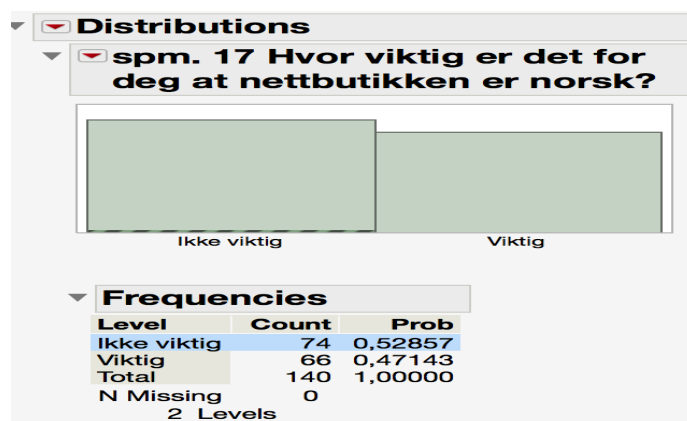 Distributions
spm. 17 Hvor viktig er det for
deg at nettbutikken er norsk?
Ikke viktig Viktig
Frequencies
Level Count Prob
Ikke viktig 74 0,52857
Viktig 66 0,47143
Total 140 1,00000
N Missing 0
2 Levels